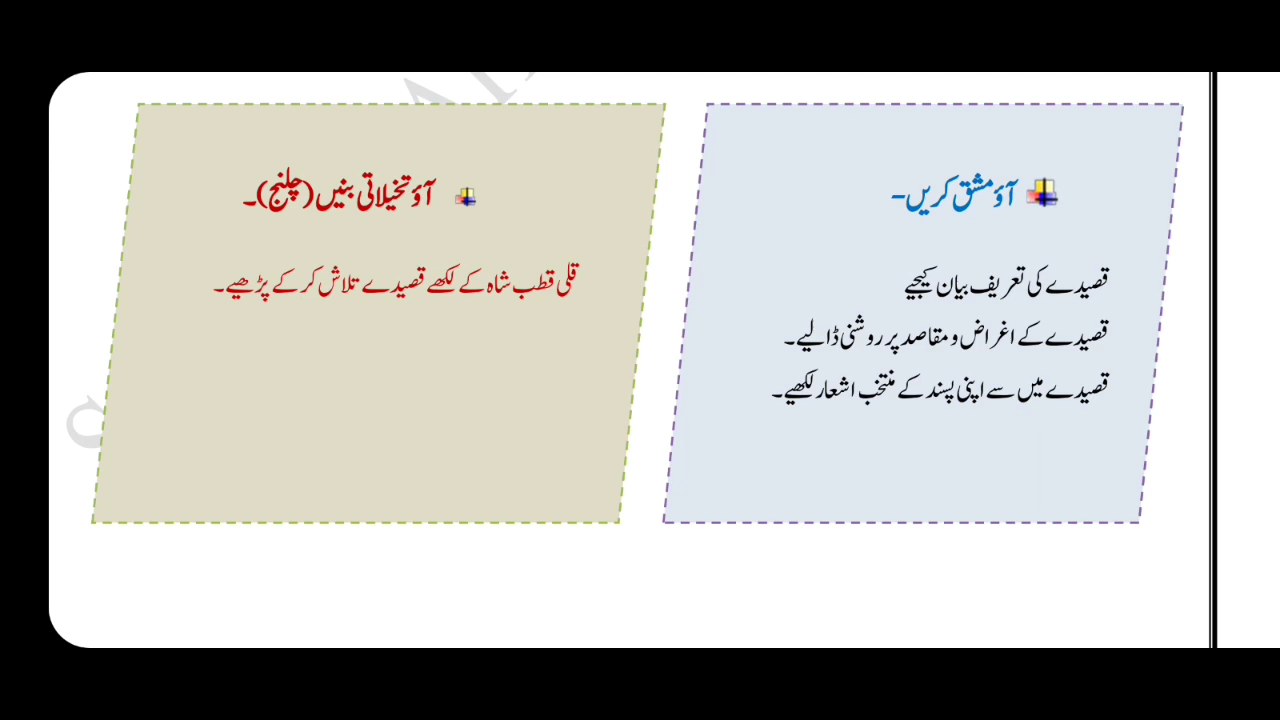 آؤ مشق کریں۔
قصیدے کی تعریف بیان کیجیے
قصیدے کے اغراض و مقاصد پر روشنی ڈالیے۔
قصیدے میں سے اپنی پسند کے منتخب اشعار لکھیے۔
آؤ تخیلاتی بنیں (چلنج)۔
قلی قطب شاہ کے لکھے قصیدے تلاش کر کے پڑھیے۔